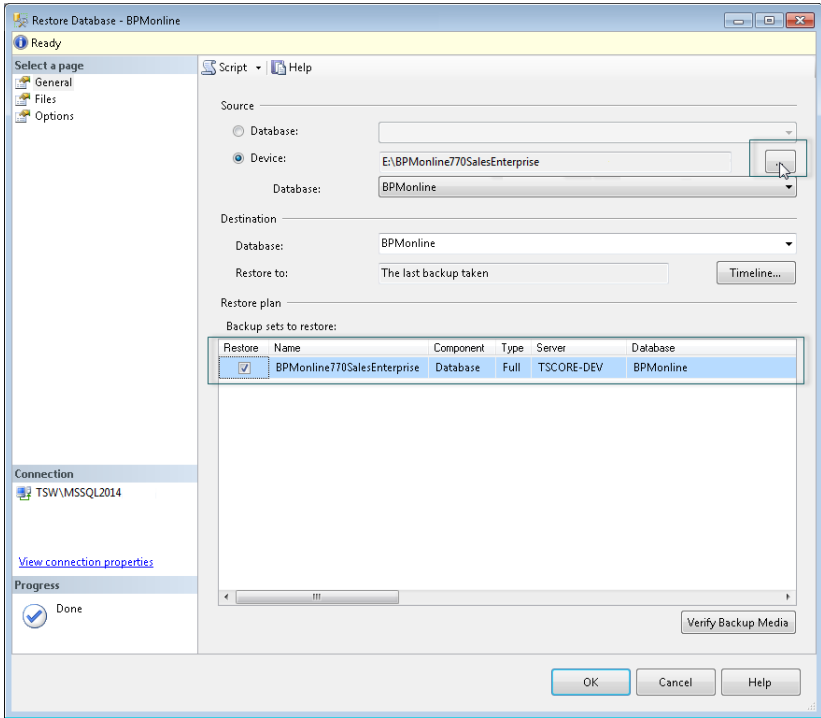 Restore Database - BPMonline
Ready
Select a page
General
Files
Options
Script Help
Source
Database:
Device: E:\BPMonline770SalesEnterprise ...
Database: BPMonline
Destination
Database: BPMonline
Restore to: The last backup taken Timeline...
Restore plan
Backup sets to restore:
Restore Name Component Type Server Database
BPMonline770SalesEnterprise Database Full TSCORE-DEV BPMonline
Connection
TSW\MSSQL2014
View connection properties
Progress
Done
Verify Backup Media
OK Cancel Help